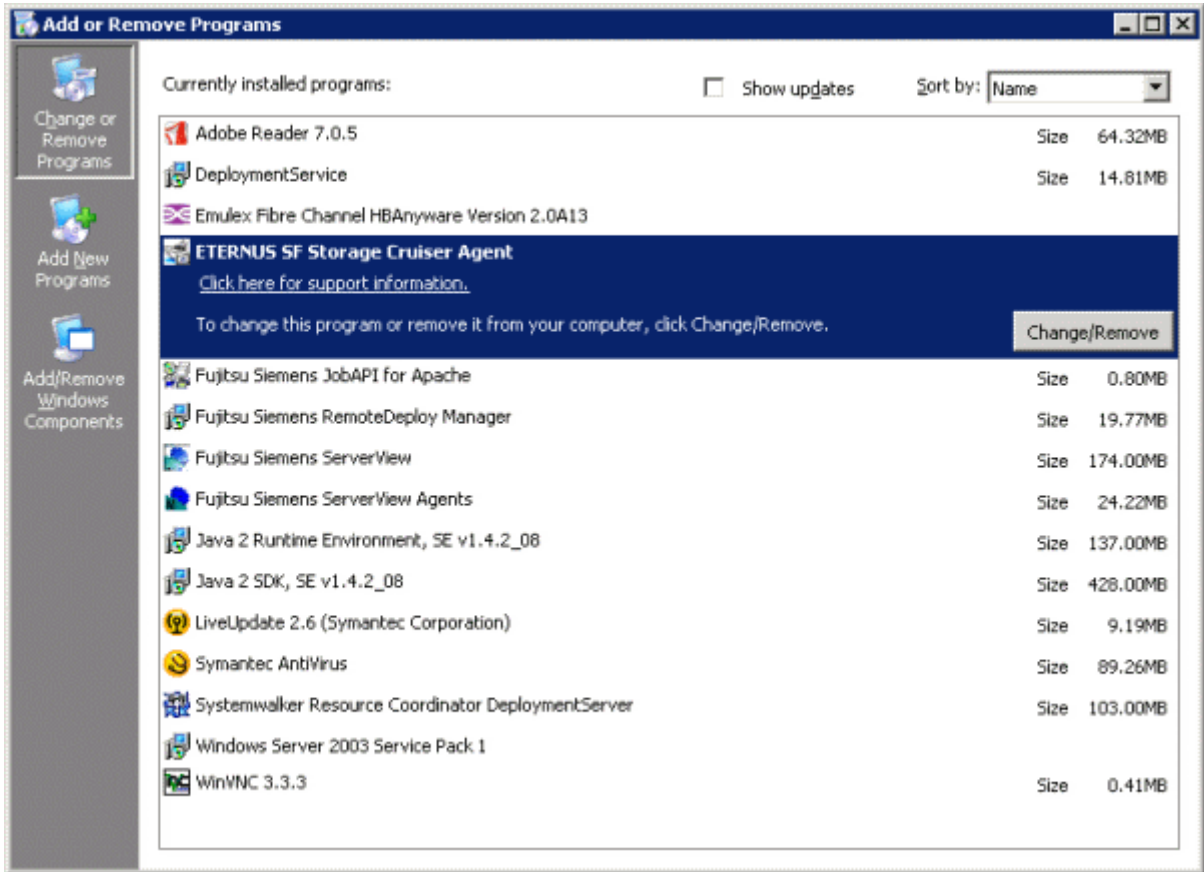 Add or Remove Programs
Change or
Remove
Programs
Add New
Programs
Add/Remove
Windows
Components
Currently installed programs:
Show updates
Sort by: Name
Adobe Reader 7.0.5 Size 64.32MB
DeploymentService Size 14.81MB
Emulex Fibre Channel HBAnyware Version 2.0A13
ETERNUS SF Storage Cruiser Agent
Click here for support information.
To change this program or remove it from your computer, click Change/Remove.
Change/Remove
Fujitsu Siemens JobAPI for Apache Size 0.80MB
Fujitsu Siemens RemoteDeploy Manager Size 19.77MB
Fujitsu Siemens ServerView Size 174.00MB
Fujitsu Siemens ServerView Agents Size 24.22MB
Java 2 Runtime Environment, SE v1.4.2_08 Size 137.00MB
Java 2 SDK, SE v1.4.2_08 Size 428.00MB
LiveUpdate 2.6 (Symantec Corporation) Size 9.19MB
Symantec AntiVirus Size 89.26MB
Systemwalker Resource Coordinator DeploymentServer Size 103.00MB
Windows Server 2003 Service Pack 1
WinVNC 3.3.3 Size 0.41MB